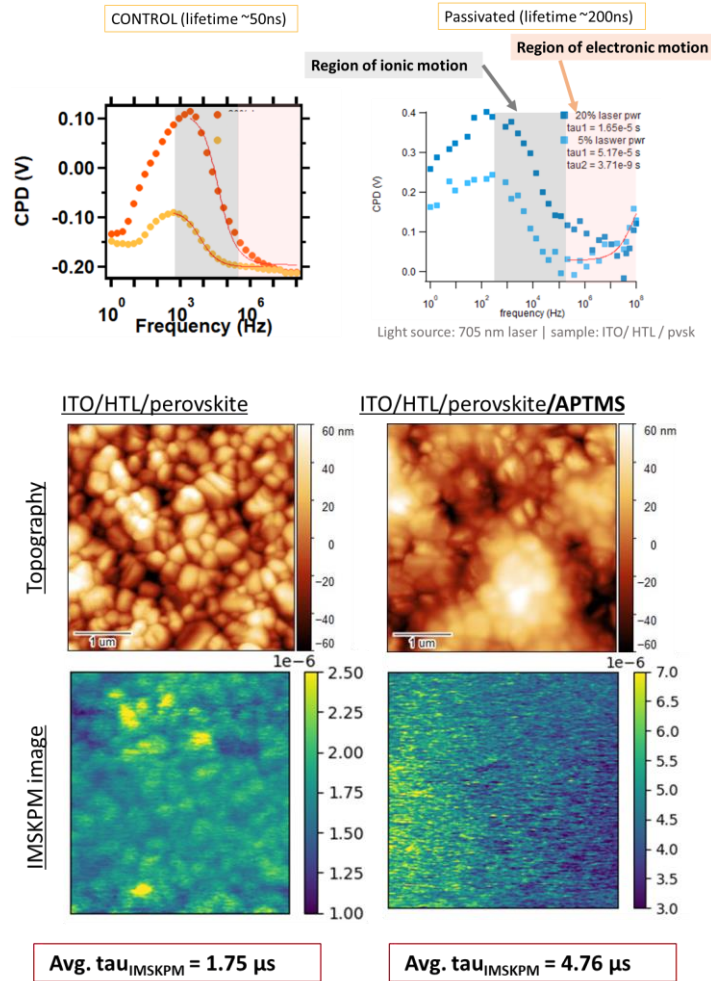 CONTROL (lifetime ~50ns)
Passivated (lifetime ~200ns)
Region of ionic motion
Region of electronic motion
CPD (V)
0.10
0.00
-0.10
-0.20
10⁰
10³
10⁶
Frequency (Hz)
CPD (V)
0.4
0.3
0.2
0.1
0.0
20% laser pwr
tau1 = 1.65e-5 s
5% laswer pwr
tau1 = 5.17e-5 s
tau2 = 3.71e-9 s
10⁰
10²
10⁴
10⁶
10⁸
frequency (Hz)
Light source: 705 nm laser | sample: ITO/ HTL / pvsk
ITO/HTL/perovskite
ITO/HTL/perovskite/APTMS
Topography
1 um
60 nm
40
20
0
−20
−40
−60
1 um
60 nm
40
20
0
−20
−40
−60
IMSKPM image
1e−6
2.50
2.25
2.00
1.75
1.50
1.25
1.00
1e−6
7.0
6.5
6.0
5.5
5.0
4.5
4.0
3.5
3.0
Avg. tauIMSKPM = 1.75 µs
Avg. tauIMSKPM = 4.76 µs